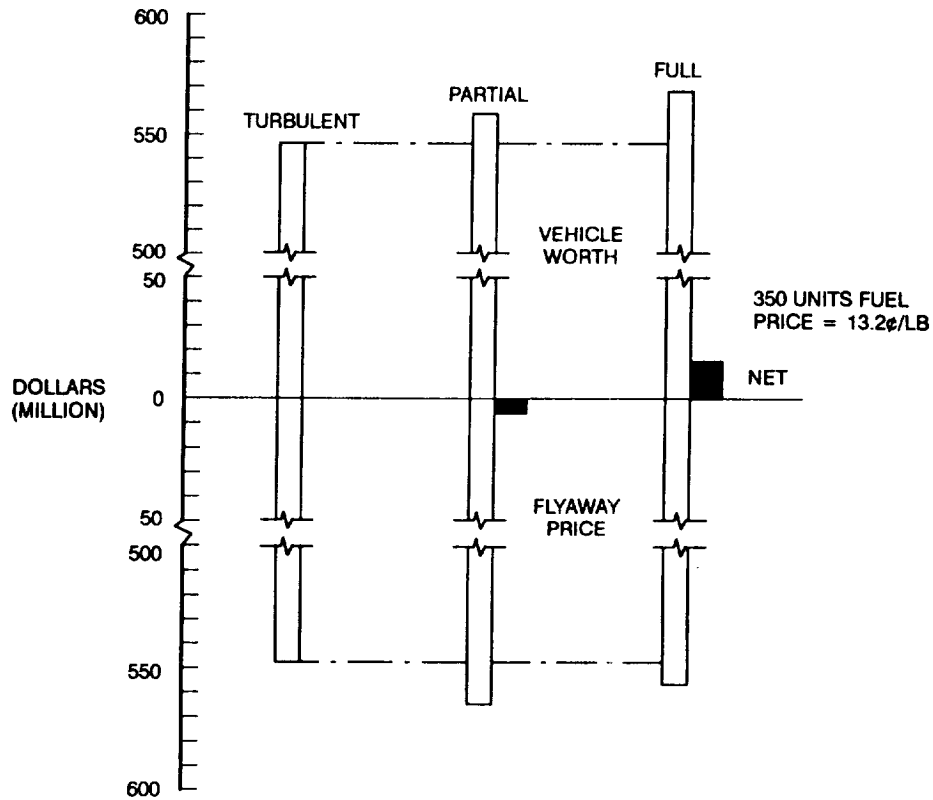 600
FULL
PARTIAL
TURBULENT
550
VEHICLE
WORTH
500
50
350 UNITS FUEL
PRICE = 13.2¢/LB
NET
DOLLARS
(MILLION)
0
FLYAWAY
PRICE
50
500
550
600